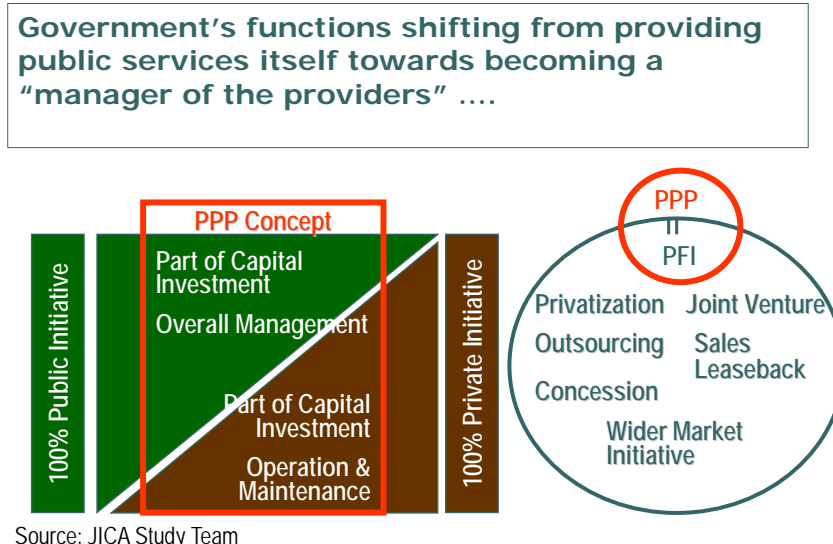 Government’s functions shifting from providing
public services itself towards becoming a
“manager of the providers” ....
PPP Concept
100% Public Initiative
Part of Capital
Investment
Overall Management
Part of Capital
Investment
Operation &
Maintenance
100% Private Initiative
PPP
=
PFI
Privatization
Joint Venture
Outsourcing
Sales
Leaseback
Concession
Wider Market
Initiative
Source: JICA Study Team